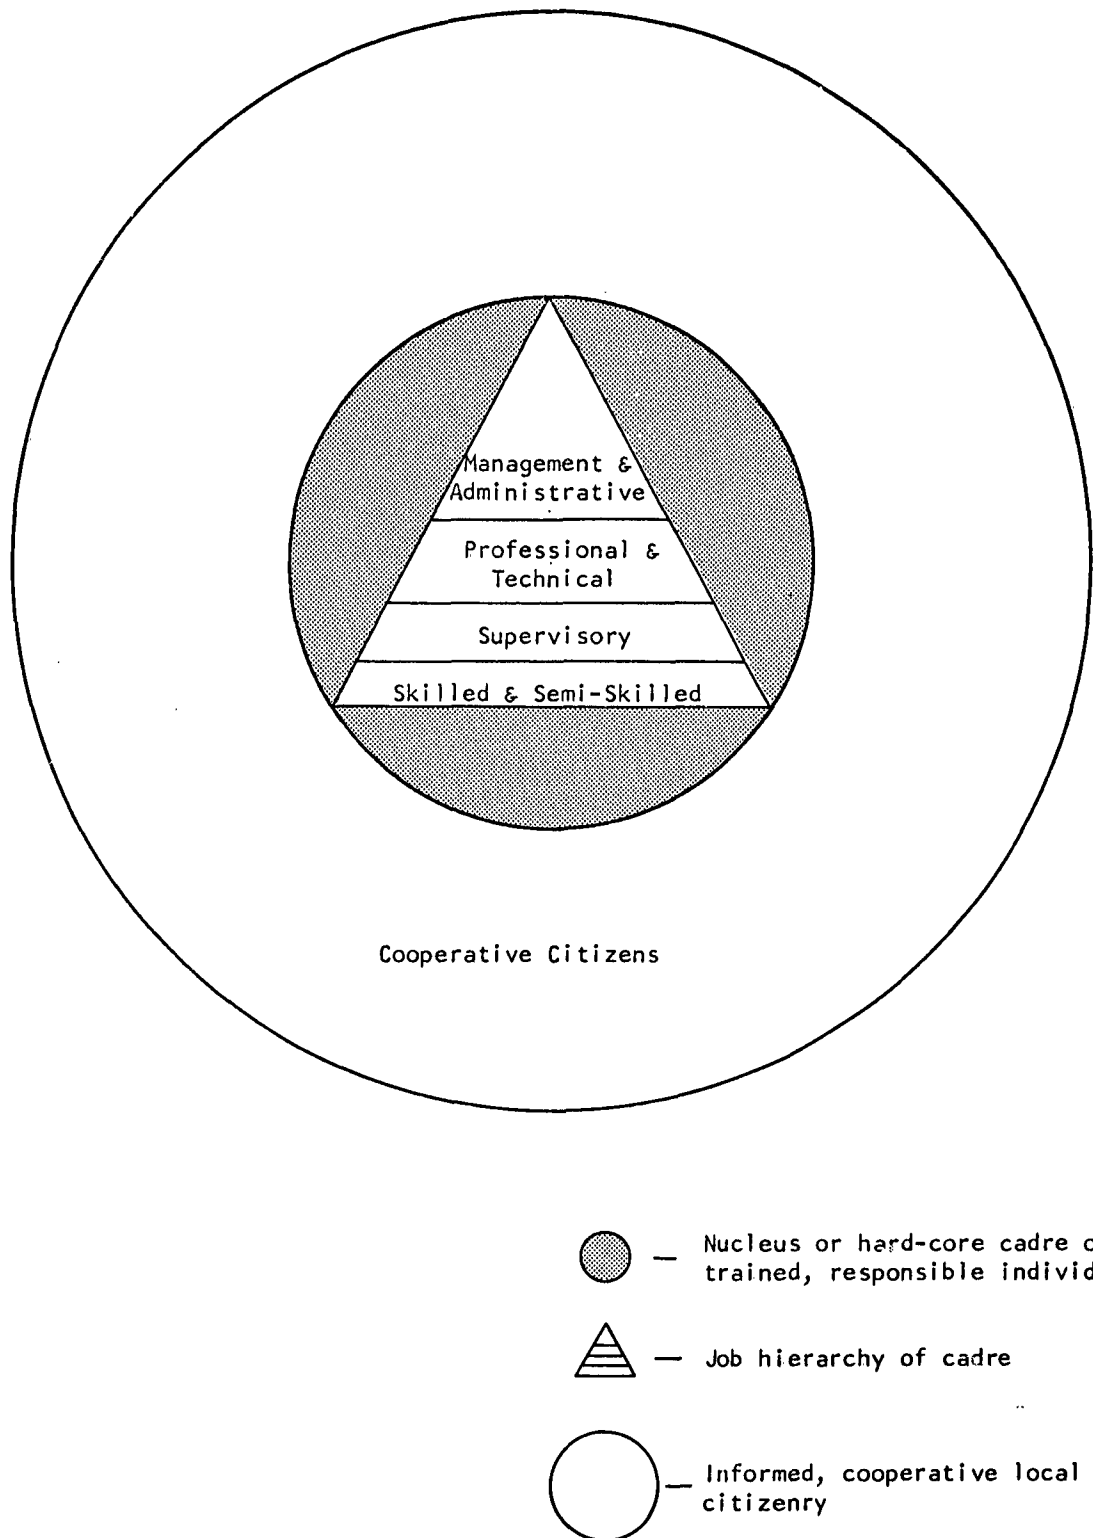 Management &
Administrative
Professional &
Technical
Supervisory
Skilled & Semi-Skilled
Cooperative Citizens
— Nucleus or hard-core cadre
trained, responsible
— Job hierarchy of cadre
— Informed, cooperative local
citizenry